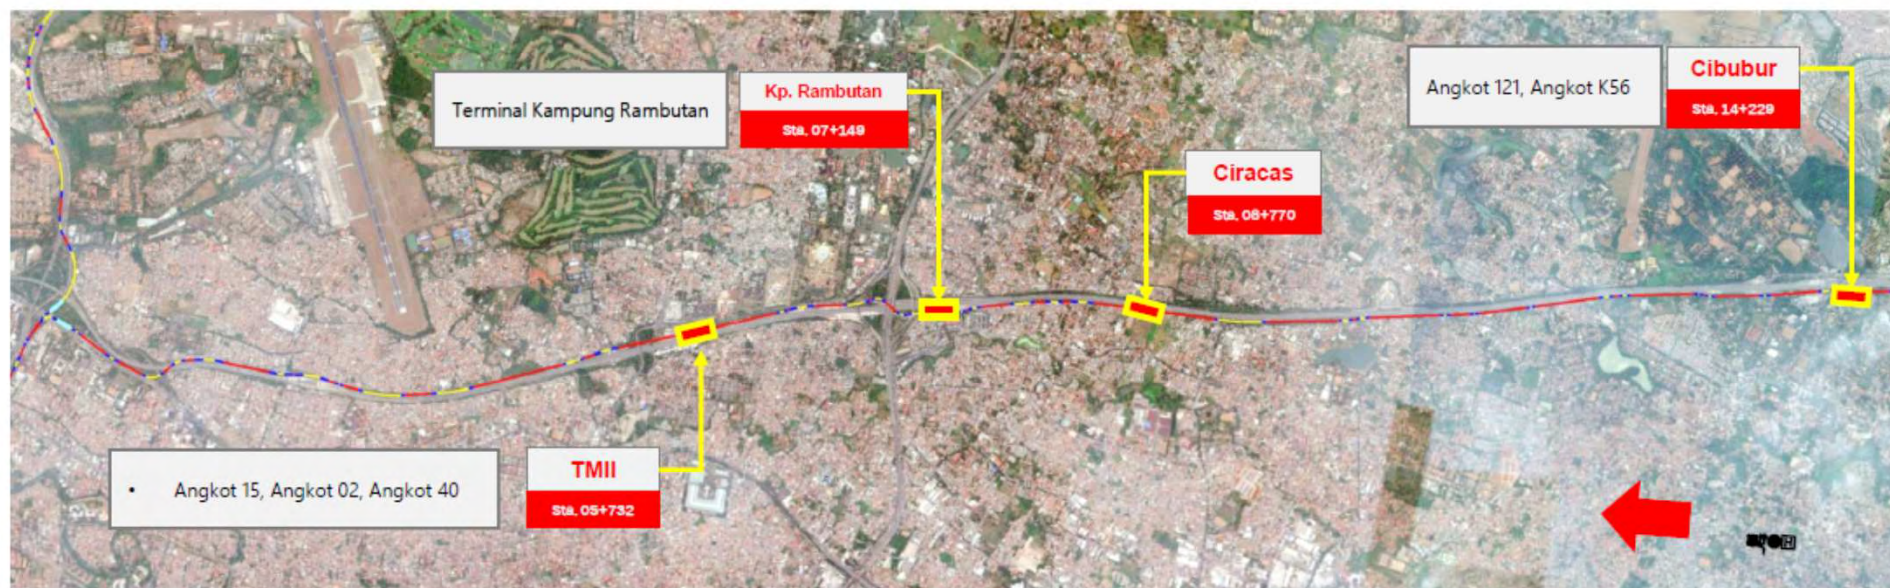 Terminal Kampung Rambutan
Kp. Rambutan
Sta. 07+149
Angkot 121, Angkot K56
Cibubur
Sta. 14+229
Ciracas
Sta. 08+770
• Angkot 15, Angkot 02, Angkot 40
TMII
Sta. 05+732